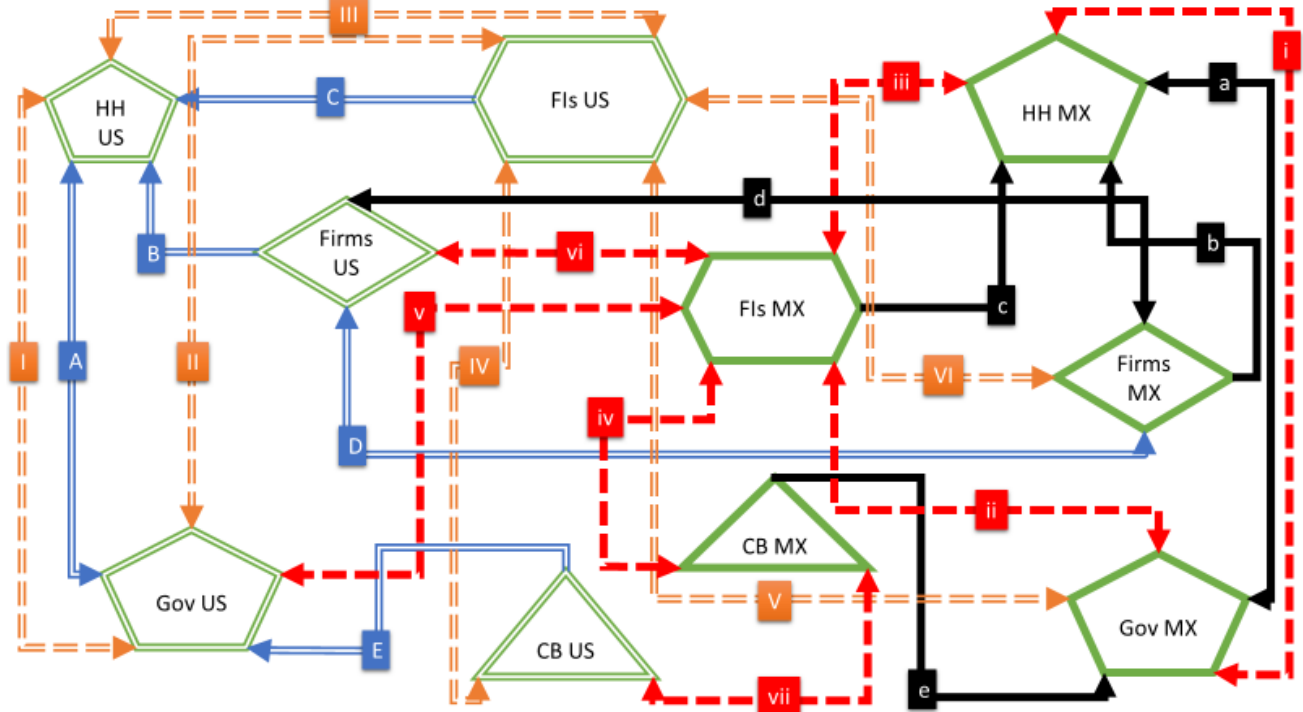 III
i
HH
US
C
FIs US
iii
HH MX
a
d
B
Firms
US
vi
b
v
FIs MX
c
I
A
II
IV
VI
Firms
MX
iv
D
ii
CB MX
Gov US
V
Gov MX
E
CB US
vii
e